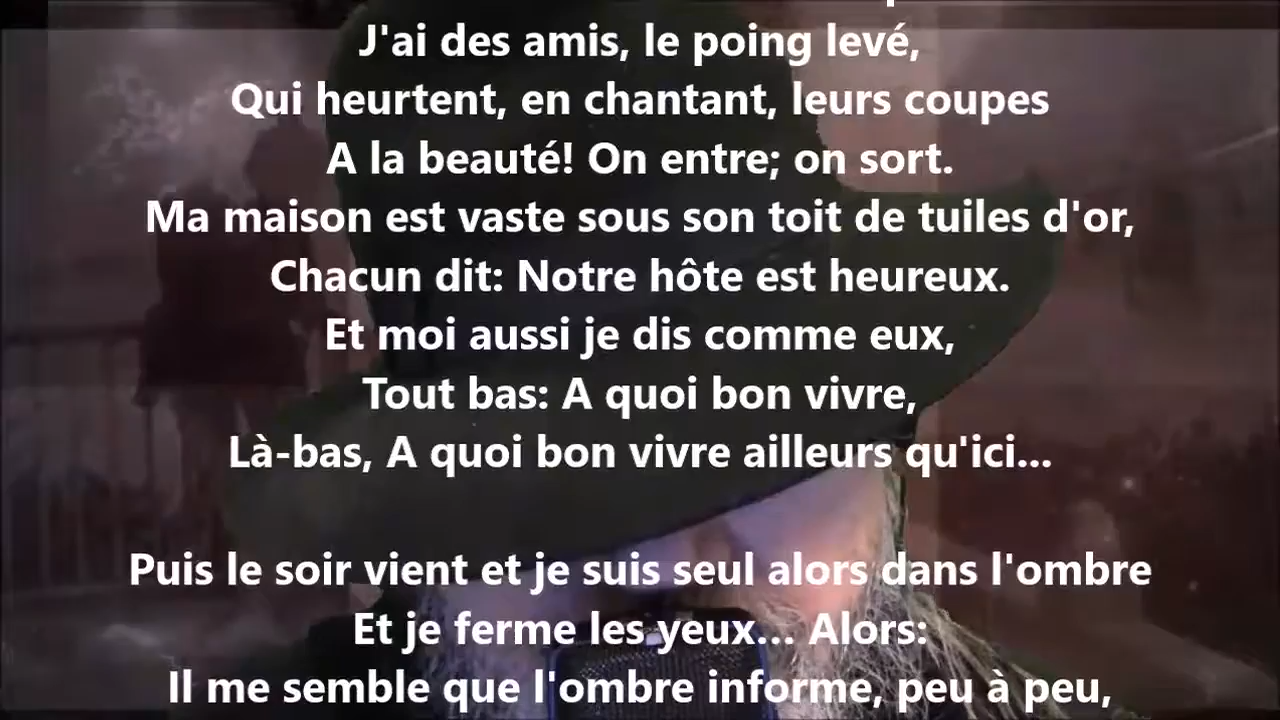 J'ai des amis, le poing levé,
Qui heurtent, en chantant, leurs coupes
A la beauté! On entre; on sort.
Ma maison est vaste sous son toit de tuiles d'or,
Chacun dit: Notre hôte est heureux.
Et moi aussi je dis comme eux,
Tout bas: A quoi bon vivre,
Là-bas, A quoi bon vivre ailleurs qu'ici...
Puis le soir vient et je suis seul alors dans l'ombre
Et je ferme les yeux... Alors:
Il me semble que l'ombre informe, peu à peu,